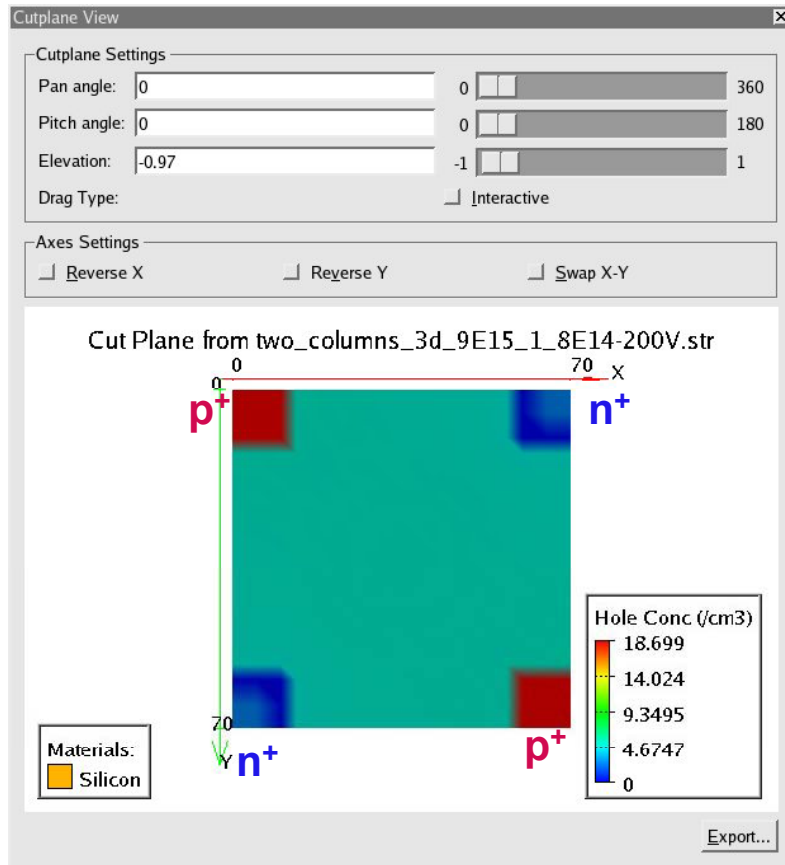 Cutplane View
Cutplane Settings
Pan angle: 0 0 360
Pitch angle: 0 0 180
Elevation: -0.97 -1 1
Drag Type: Interactive
Axes Settings
Reverse X Reverse Y Swap X-Y
Cut Plane from two_columns_3d_9E15_1_8E14-200V.str
0 70 X
0
p+ n+
Hole Conc (/cm3)
18.699
14.024
9.3495
4.6747
0
70
Y n+ p+
Materials:
Silicon
Export...